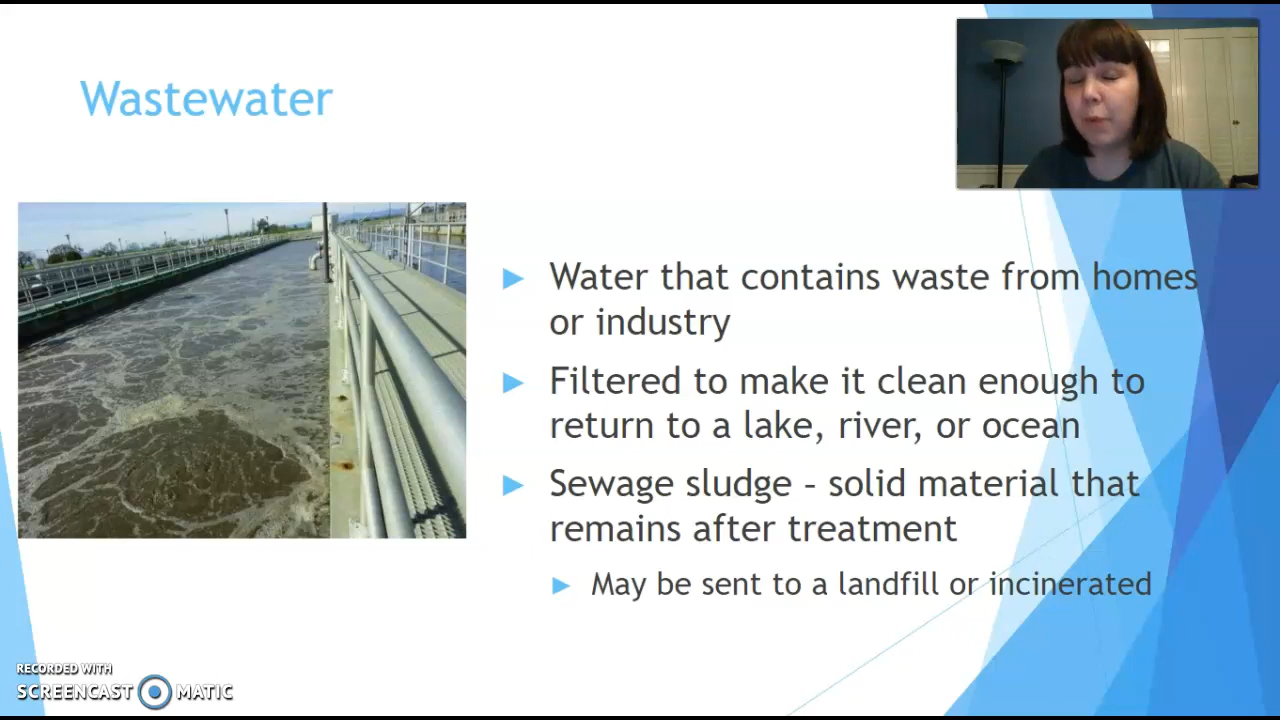 Wastewater
Water that contains waste from homes
or industry
Filtered to make it clean enough to
return to a lake, river, or ocean
Sewage sludge – solid material that
remains after treatment
May be sent to a landfill or incinerated
RECORDED WITH
SCREENCAST MATIC